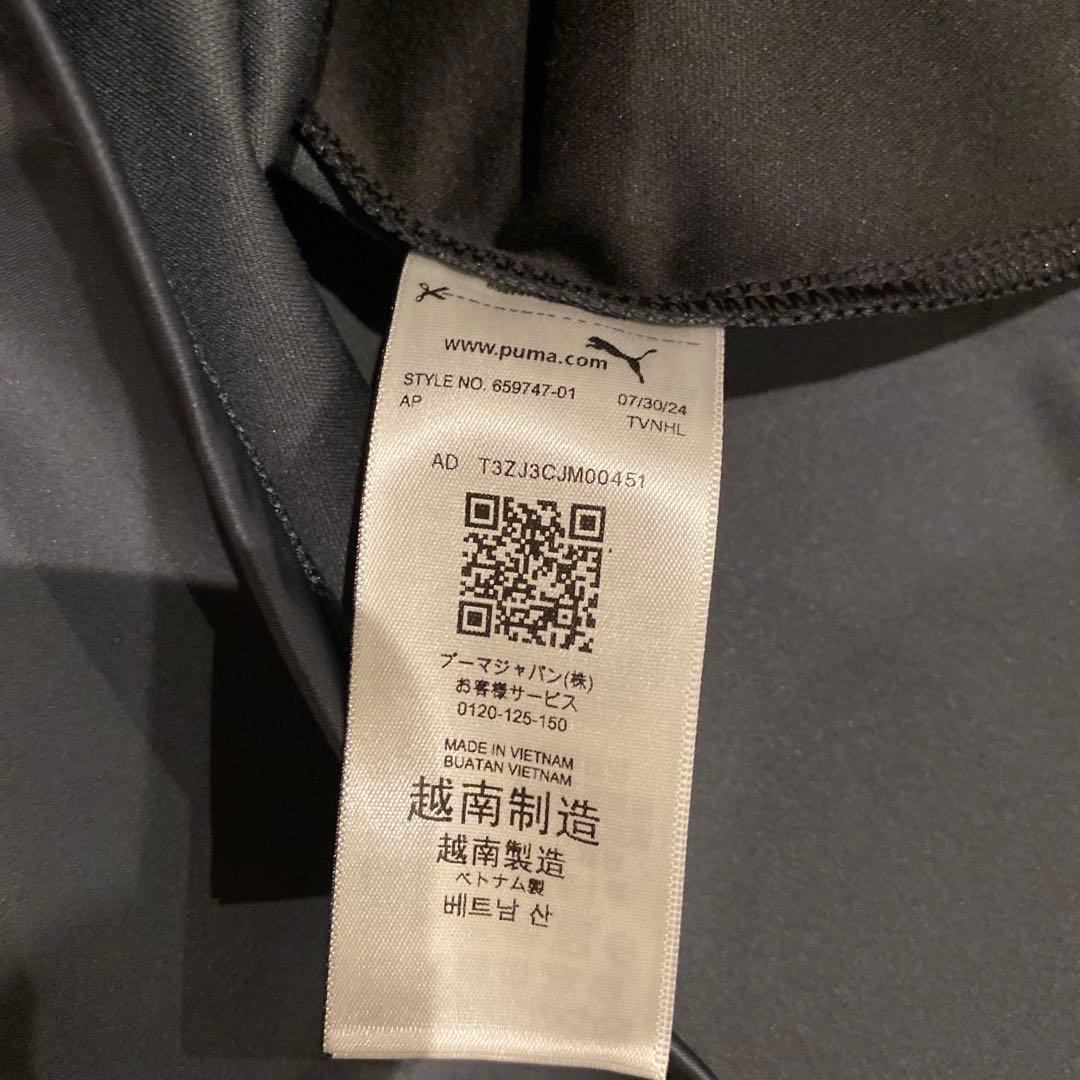 www.puma.com
STYLE NO. 659747-01 07/30/24
AP TVNHL
AD T3ZJ3CJM00451
プーマジャパン(株)
お客様サービス
0120-125-150
MADE IN VIETNAM
BUATAN VIETNAM
越南制造
越南製造
ベトナム製
베트남 산